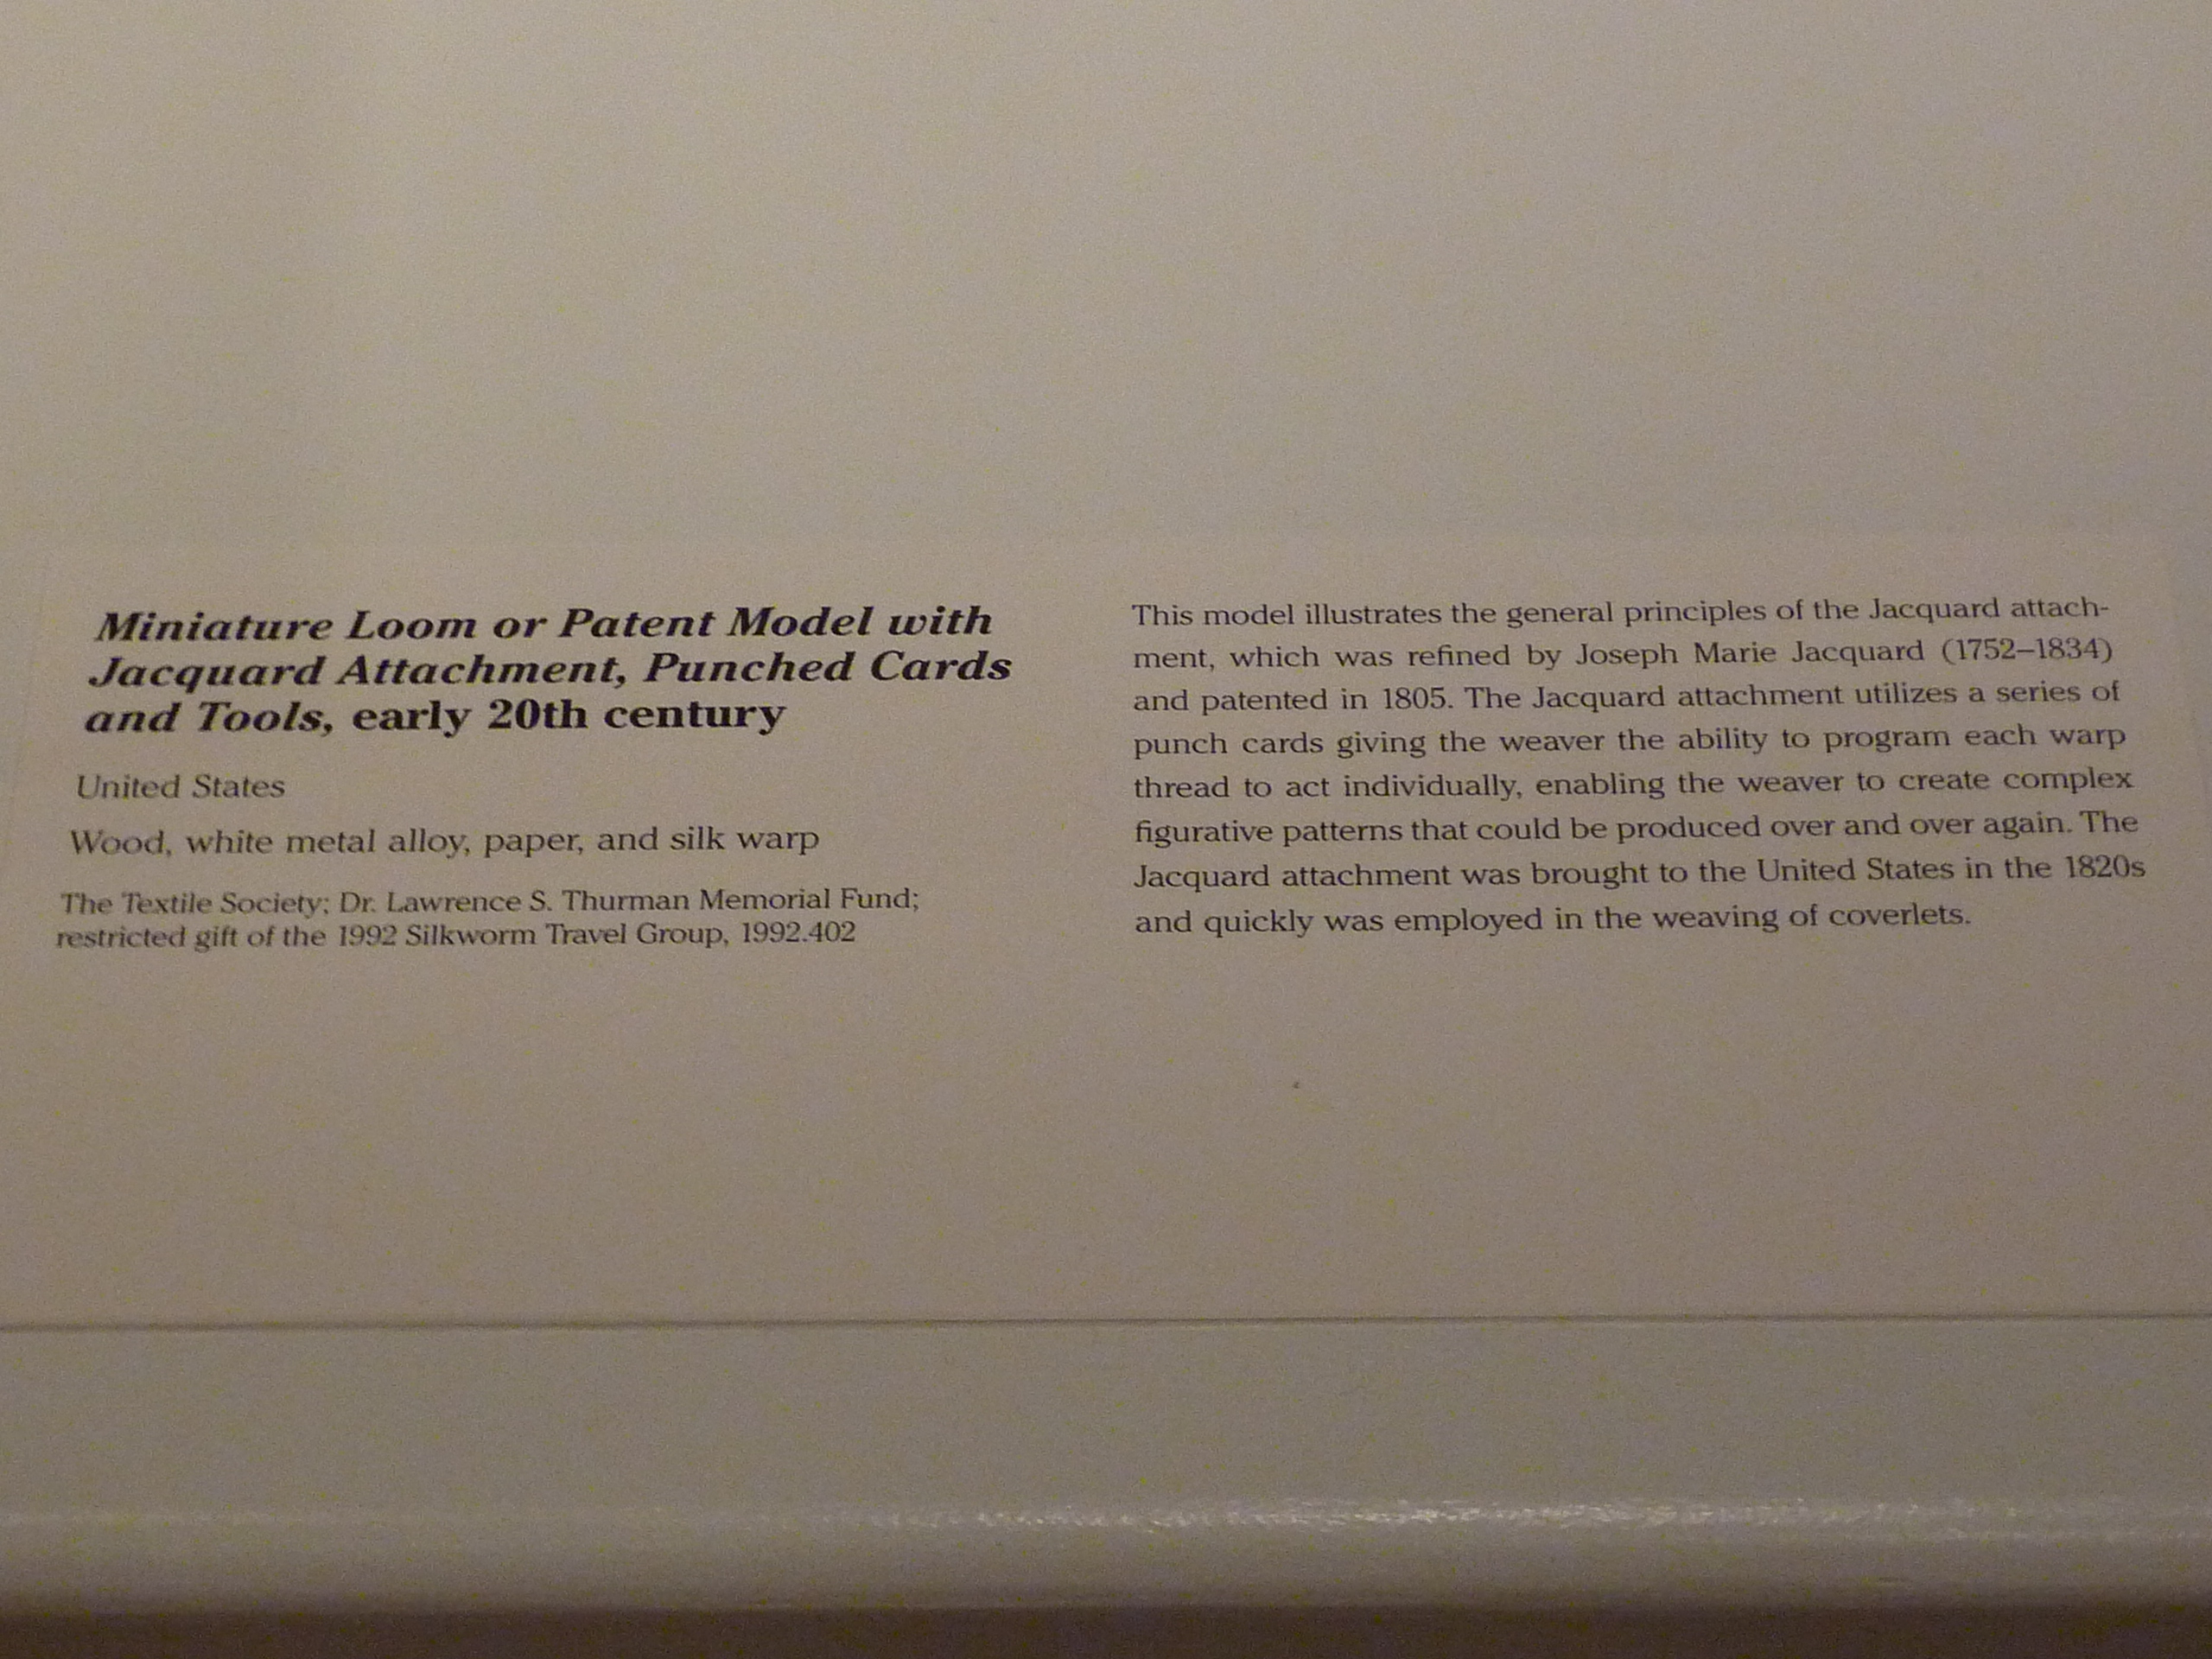 Miniature Loom or Patent Model with
Jacquard Attachment, Punched Cards
and Tools, early 20th century
United States
Wood, white metal alloy, paper, and silk warp
The Textile Society; Dr. Lawrence S. Thurman Memorial Fund;
restricted gift of the 1992 Silkworm Travel Group, 1992.402
This model illustrates the general principles of the Jacquard attach-
ment, which was refined by Joseph Marie Jacquard (1752–1834)
and patented in 1805. The Jacquard attachment utilizes a series of
punch cards giving the weaver the ability to program each warp
thread to act individually, enabling the weaver to create complex
figurative patterns that could be produced over and over again. The
Jacquard attachment was brought to the United States in the 1820s
and quickly was employed in the weaving of coverlets.